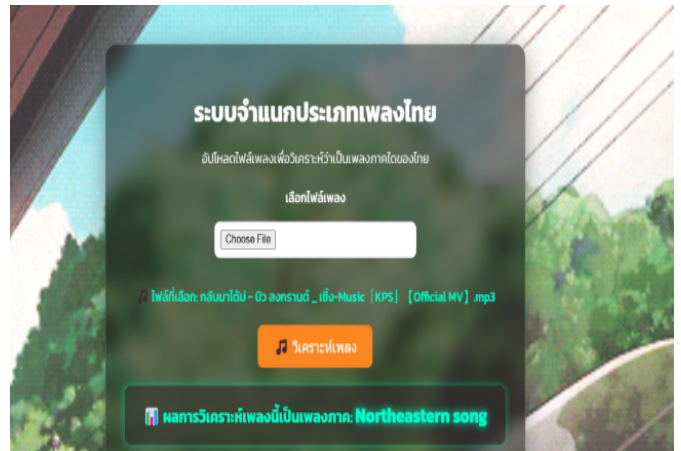 ระบบจำแนกประเภทเพลงไทย
อัปโหลดไฟล์เพลงเพื่อวิเคราะห์ว่าเป็นเพลงภาคใดของไทย
เลือกไฟล์เพลง
Choose File
ไฟล์ที่เลือก: กลับมาได้ป่ - บิว สงกรานต์ _ เซิ้ง-Music「KPS」【Official MV】.mp3
วิเคราะห์เพลง
ผลการวิเคราะห์เพลงนี้เป็นเพลงภาค: Northeastern song